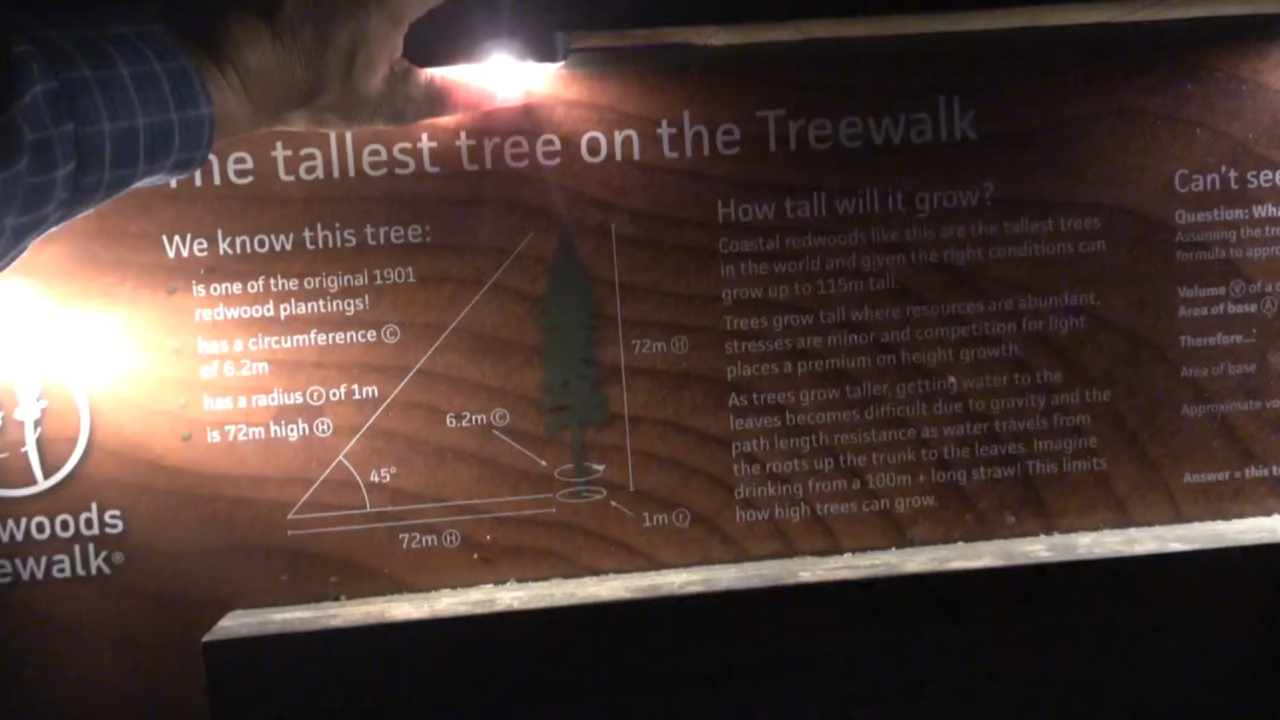 he tallest tree on the Treewalk
We know this tree:
is one of the original 1901
redwood plantings!
has a circumference Ⓒ
of 6.2m
has a radius ⓡ of 1m
is 72m high Ⓗ
45°
6.2m Ⓒ
72m Ⓗ
1m ⓡ
72m Ⓗ
How tall will it grow?
Coastal redwoods like this are the tallest trees
in the world and given the right conditions can
grow up to 115m tall.
Trees grow tall where resources are abundant,
stresses are minor and competition for light
places a premium on height growth.
As trees grow taller, getting water to the
leaves becomes difficult due to gravity and the
path length resistance as water travels from
the roots up the trunk to the leaves. Imagine
drinking from a 100m + long straw! This limits
how high trees can grow.
Can't see
Question: Wha
Assuming the tre
formula to appro
Volume Ⓥ of a c
Area of base Ⓐ
Therefore...
Area of base
Approximate vo
Answer = this t
woods
ewalk®